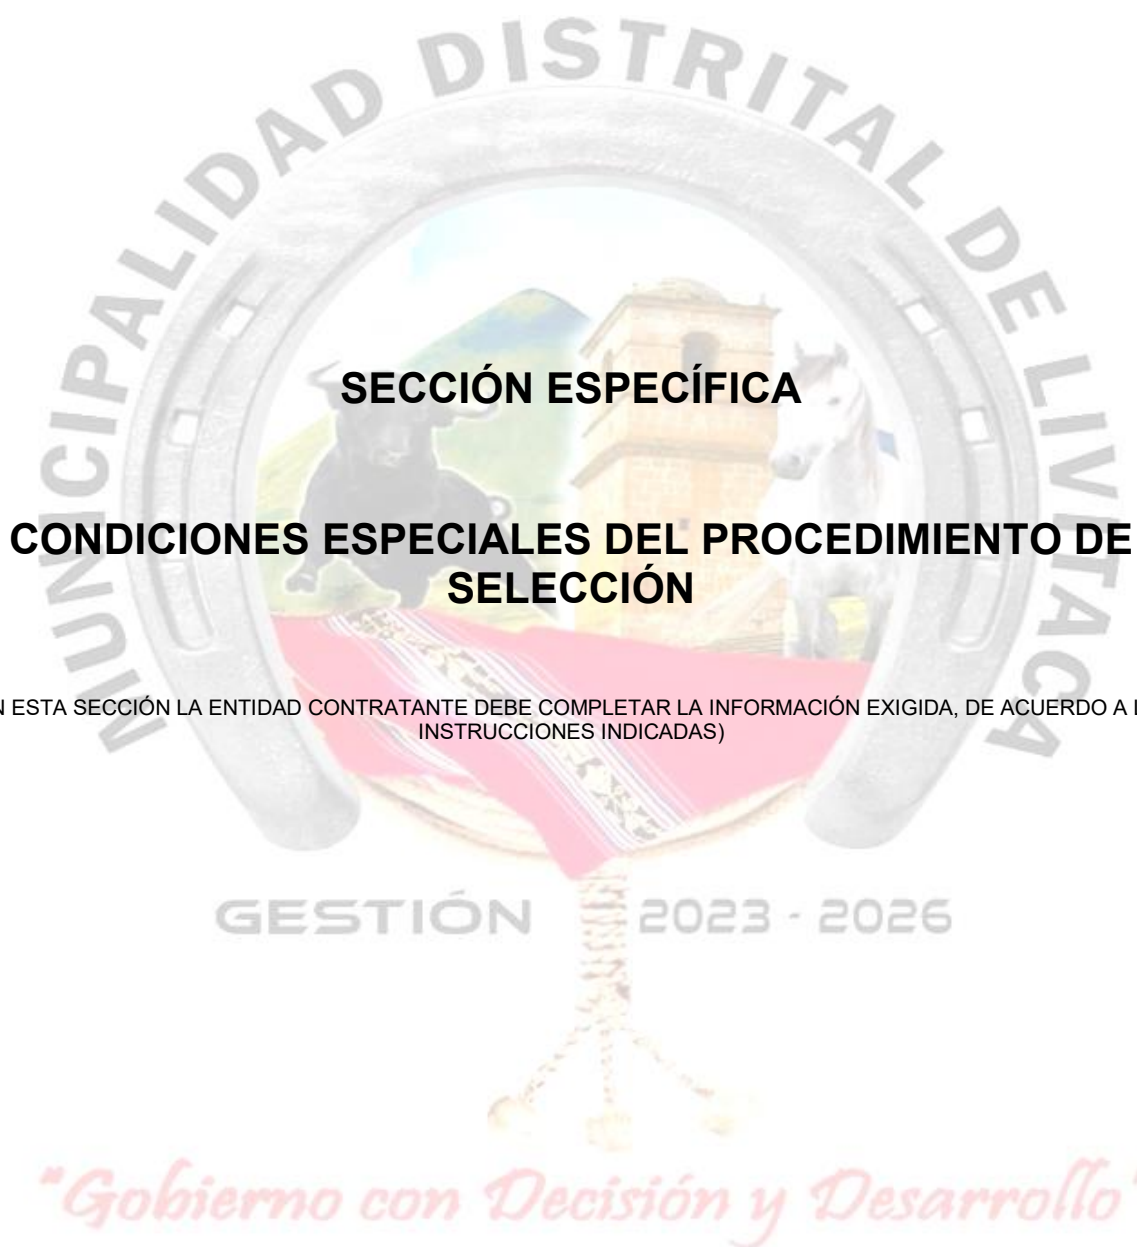 MUNICIPALIDAD DISTRITAL DE LIVITACA
SECCIÓN ESPECÍFICA
CONDICIONES ESPECIALES DEL PROCEDIMIENTO DE
SELECCIÓN
ESTA SECCIÓN LA ENTIDAD CONTRATANTE DEBE COMPLETAR LA INFORMACIÓN EXIGIDA, DE ACUERDO A
INSTRUCCIONES INDICADAS)
GESTIÓN 2023 - 2026
"Gobierno con Decisión y Desarrollo"